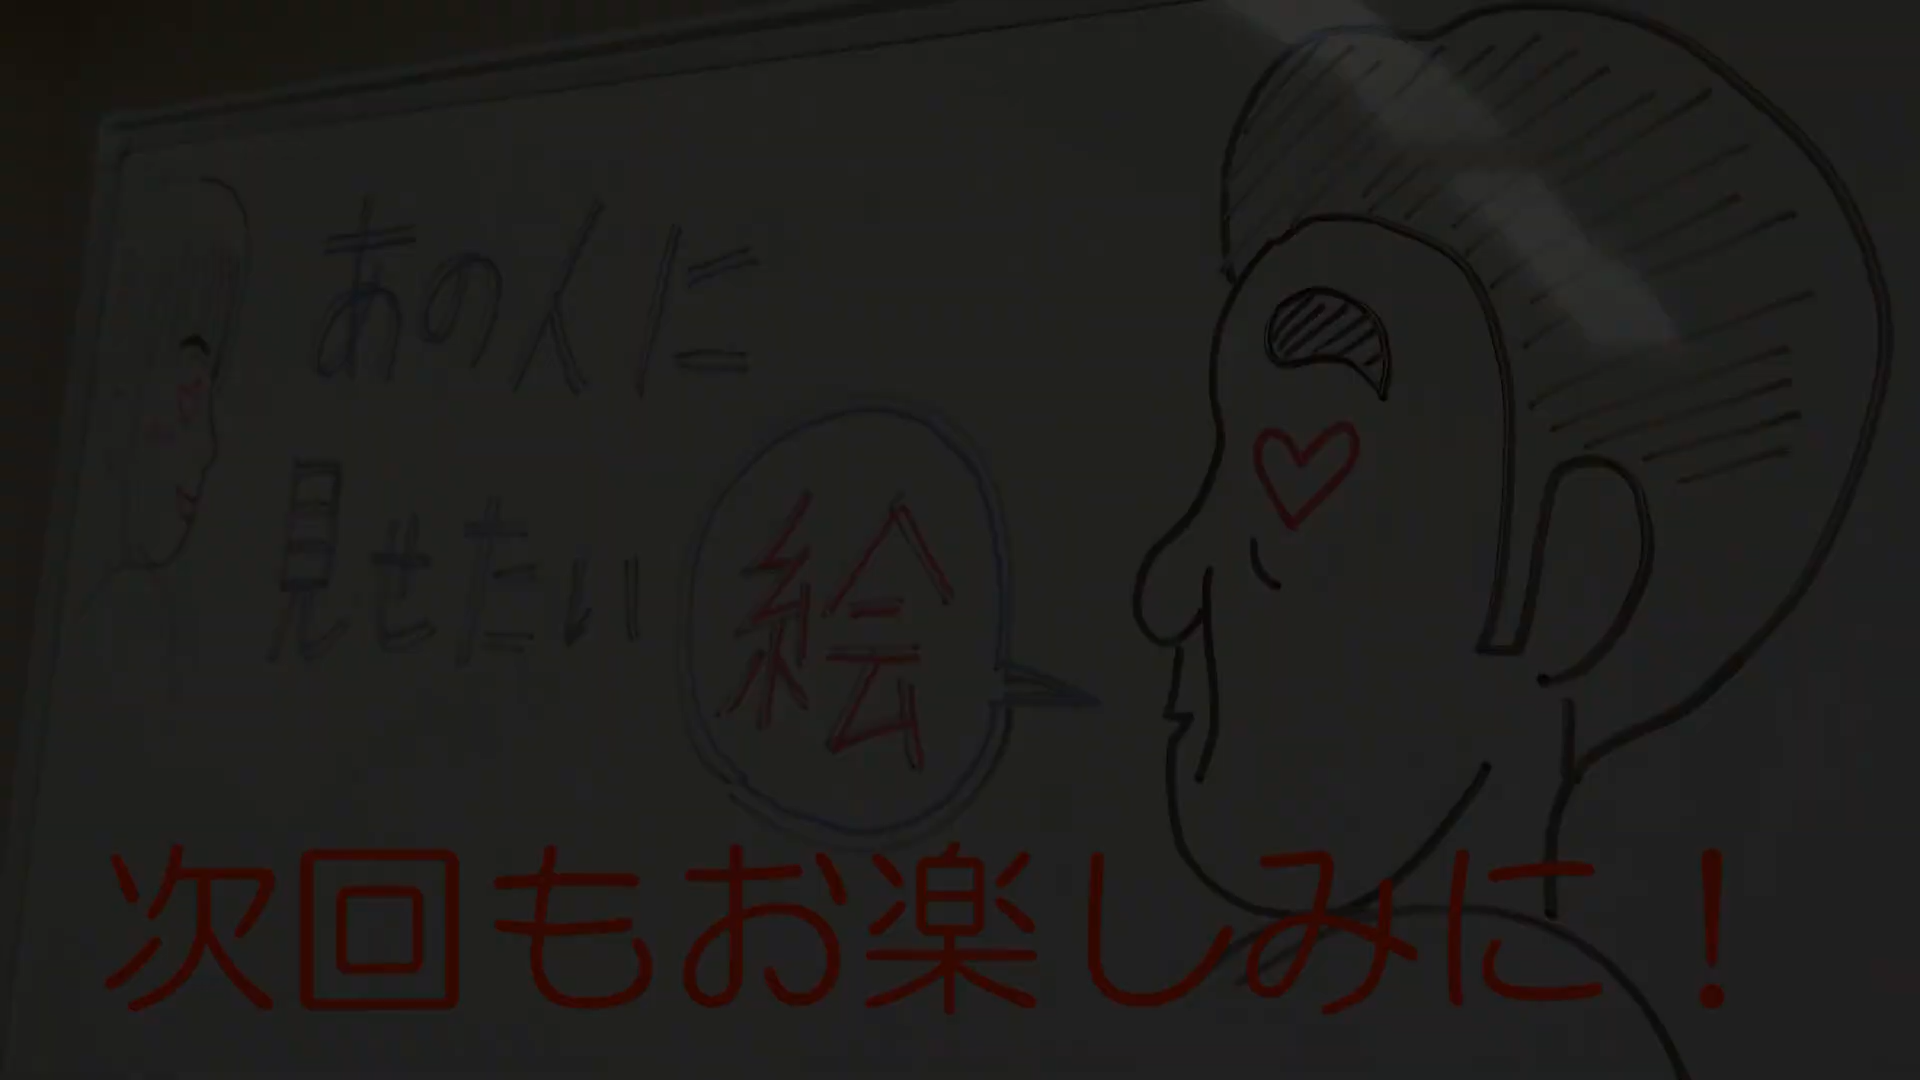 あの人に
見せたい
絵
次回もお楽しみに！